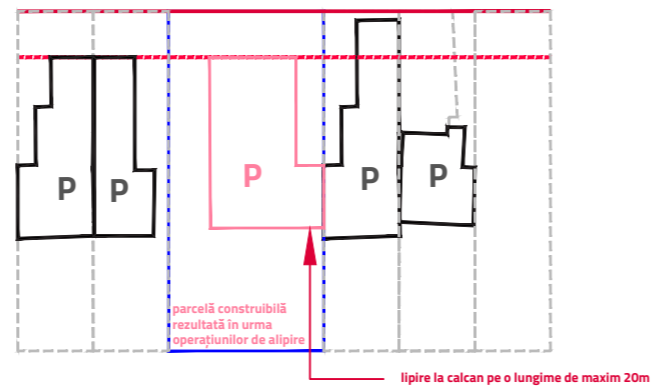 P
P
P
P
P
parcelă construibilă
rezultată în urma
operațiunilor de alipire
lipire la calcan pe o lungime de maxim 20m